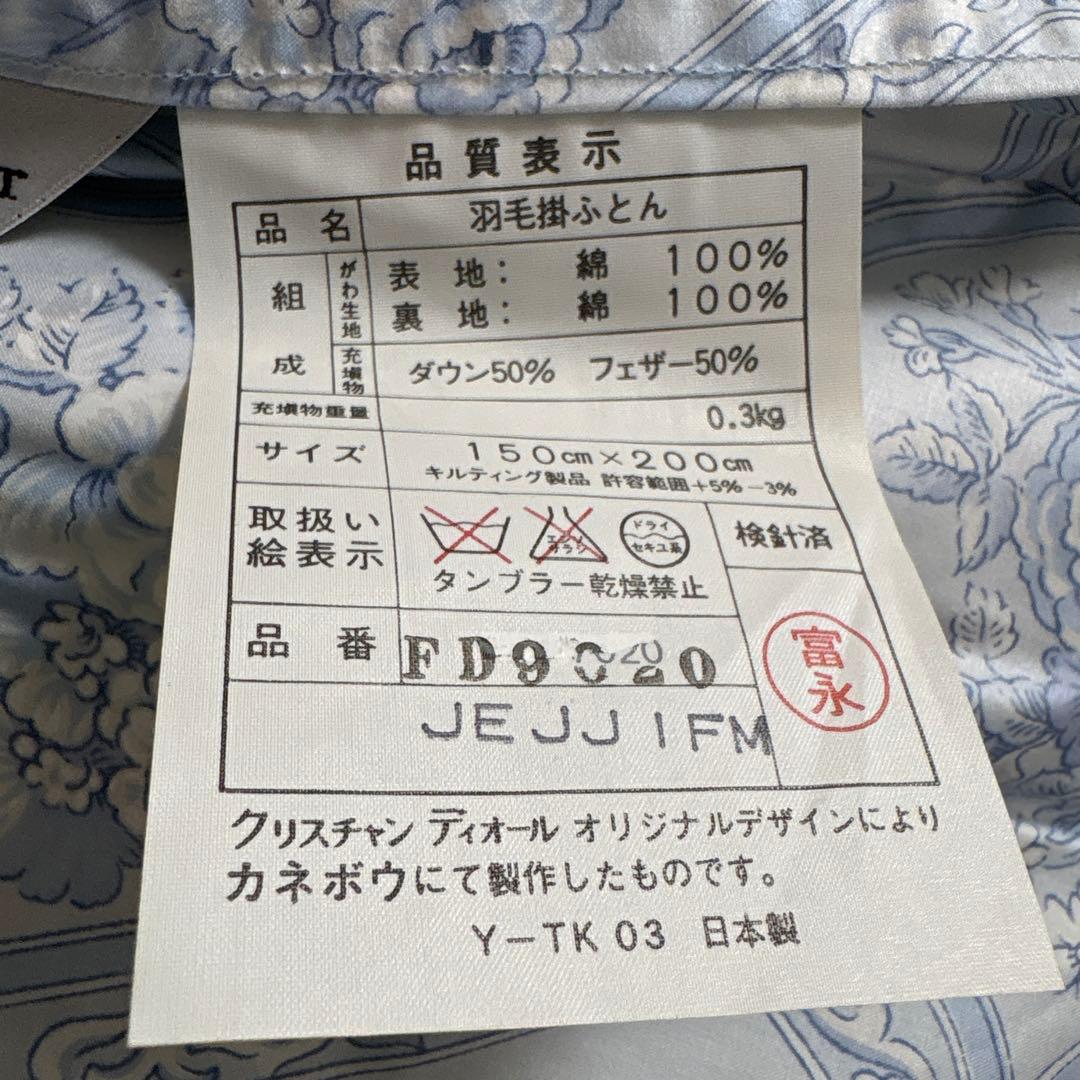 品質表示
品名 羽毛掛ふとん
組成 がわ生地 表地: 綿 100%
裏地: 綿 100%
充填物 ダウン50% フェザー50%
充填物重量 0.3kg
サイズ 150cm×200cm
キルティング製品 許容範囲+5%-3%
取扱い絵表示 エンソサラシ ドライ セキユ系 検針済
タンブラー乾燥禁止
品番 FD9020
富永
JEJJ1FM
クリスチャン ディオール オリジナルデザインにより
カネボウにて製作したものです。
Y-TK 03 日本製